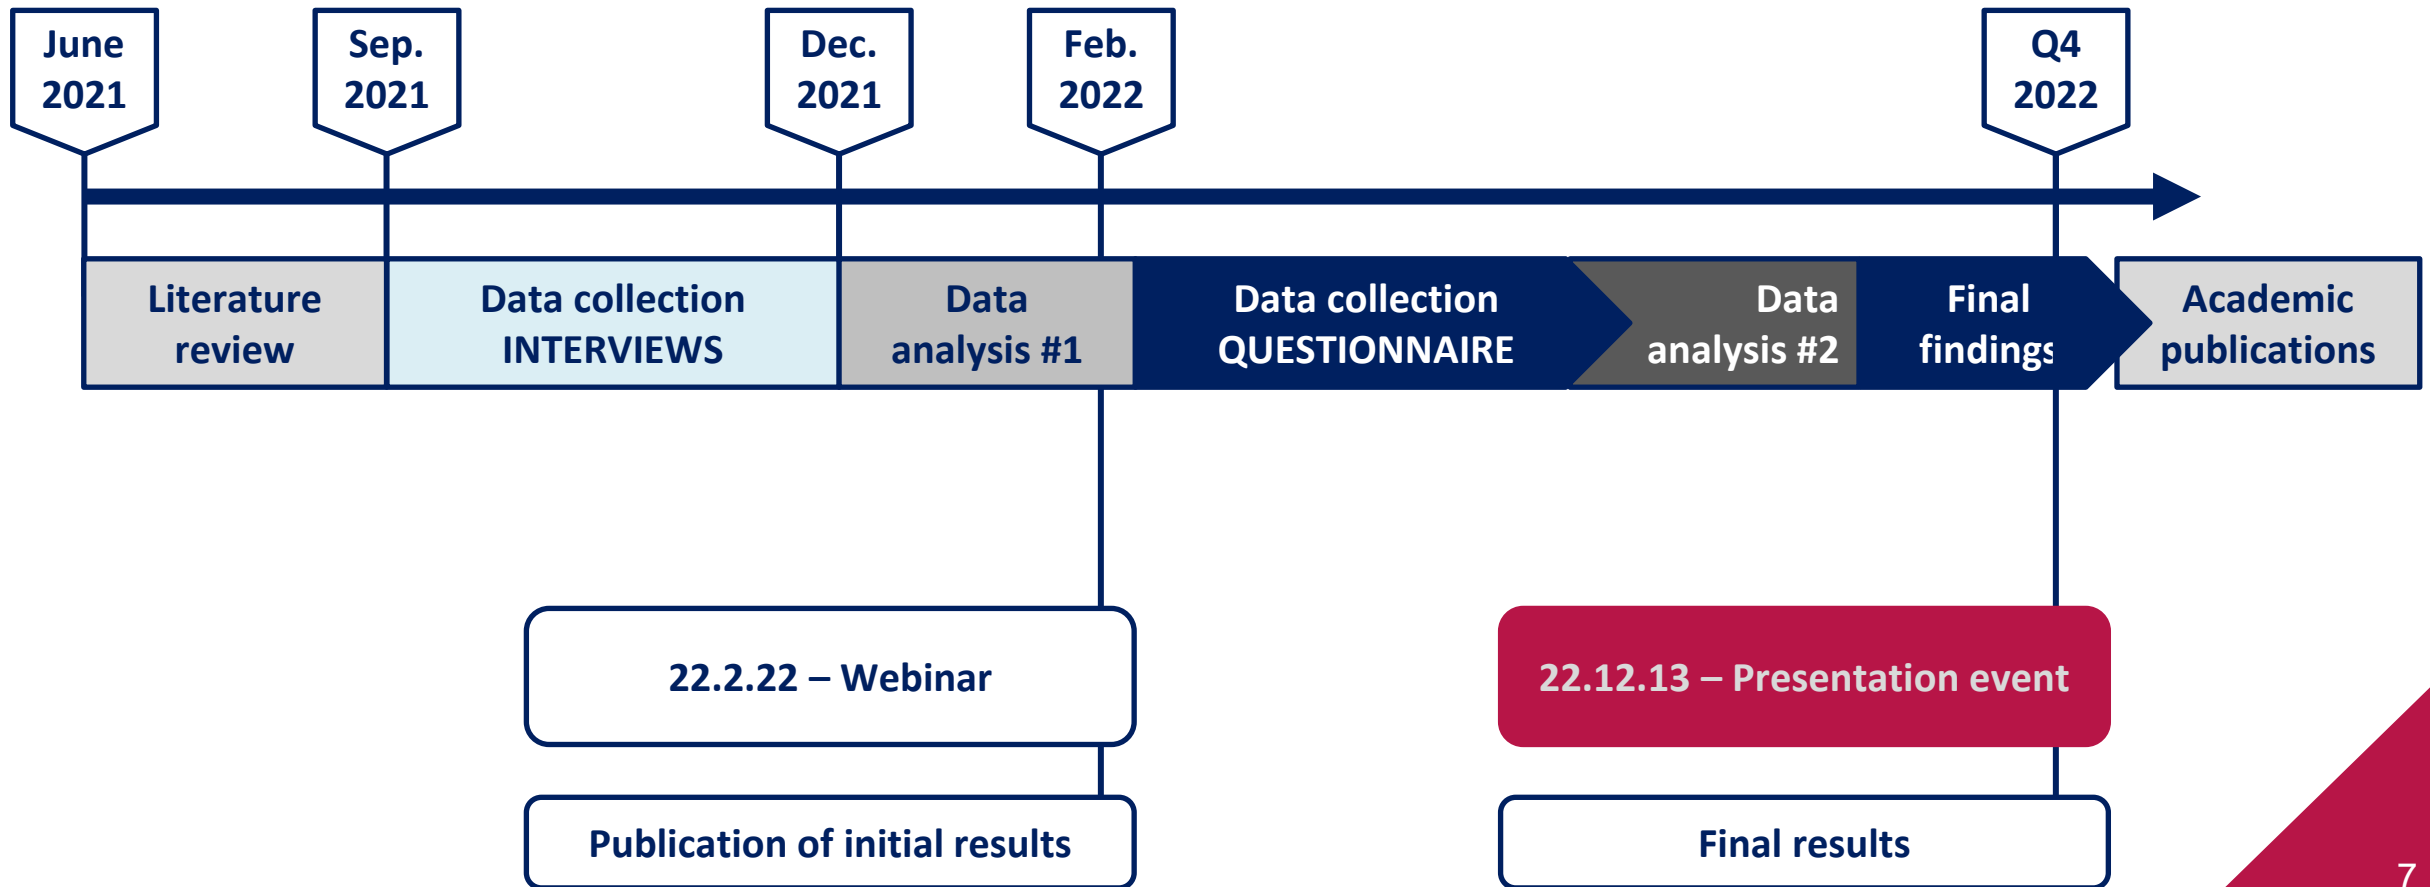 June
2021
Sep.
2021
Dec.
2021
Feb.
2022
Q4
2022
Literature
review
Data collection
INTERVIEWS
Data
analysis #1
Data collection
QUESTIONNAIRE
Data
analysis #2
Final
findings
Academic
publications
22.2.22 – Webinar
22.12.13 – Presentation event
Publication of initial results
Final results
7